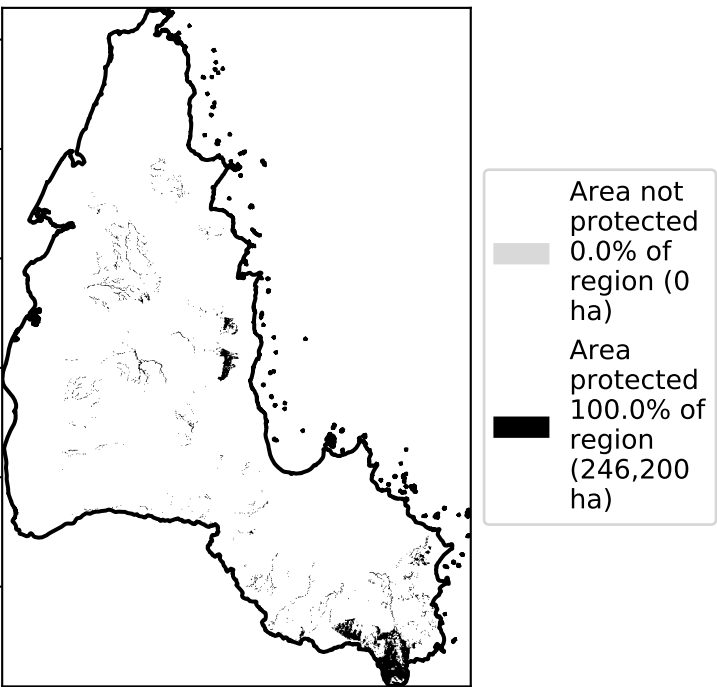 Area not
protected
0.0% of
region (0
ha)
Area
protected
100.0% of
region
(246,200
ha)